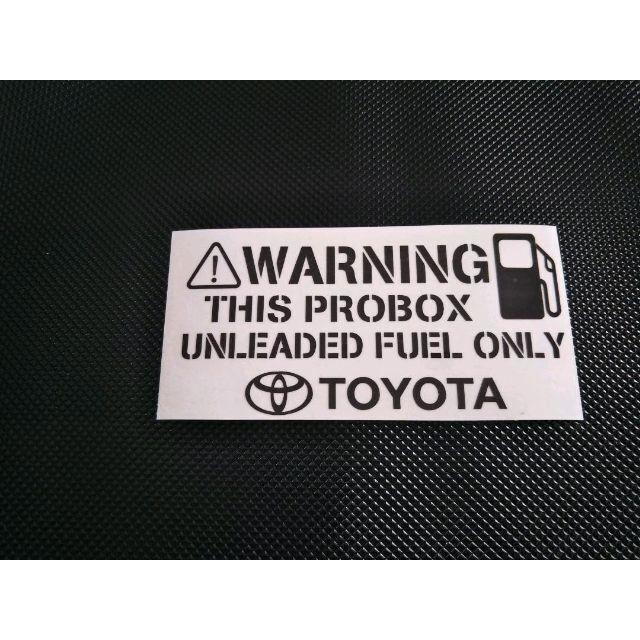 WARNING
THIS PROBOX
UNLEADED FUEL ONLY
TOYOTA